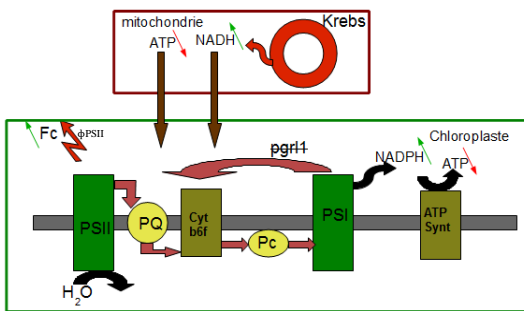 mitochondrie
Krebs
ATP
NADH
Fc
ϕPSII
pgrl1
Chloroplaste
NADPH
ATP
PSII
PQ
Cyt
b6f
Pc
PSI
ATP
Synt
H2O